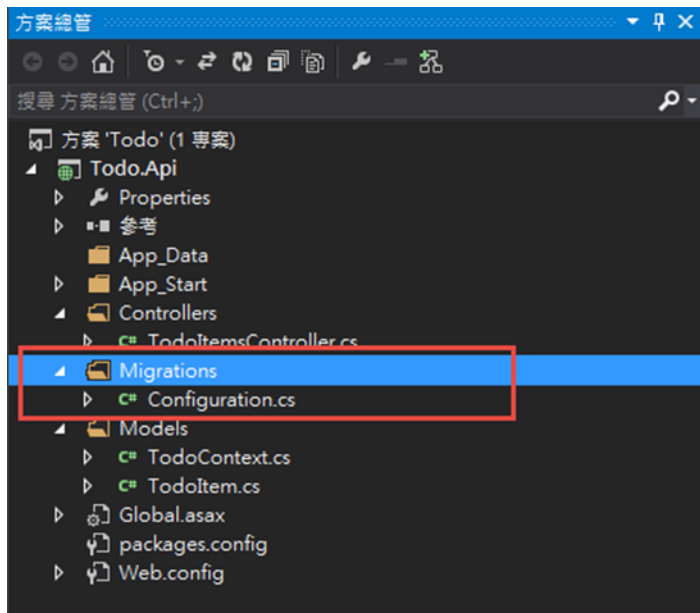 方案總管
搜尋 方案總管 (Ctrl+;)
方案 'Todo' (1 專案)
Todo.Api
Properties
參考
App_Data
App_Start
Controllers
C# TodoItemsController.cs
Migrations
C# Configuration.cs
Models
C# TodoContext.cs
C# TodoItem.cs
Global.asax
packages.config
Web.config